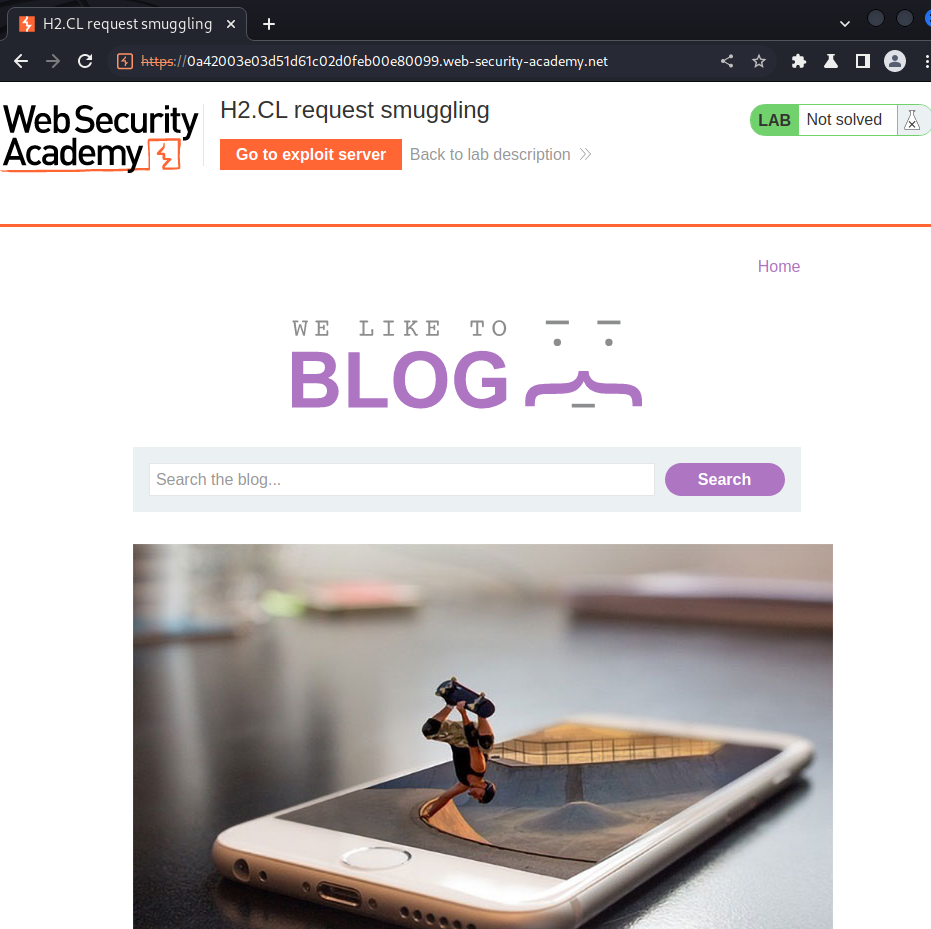 H2.CL request smuggling
https://0a42003e03d51d61c02d0feb00e80099.web-security-academy.net
Web Security
Academy
H2.CL request smuggling
Go to exploit server
Back to lab description
LAB
Not solved
Home
WE LIKE TO
BLOG
Search the blog...
Search